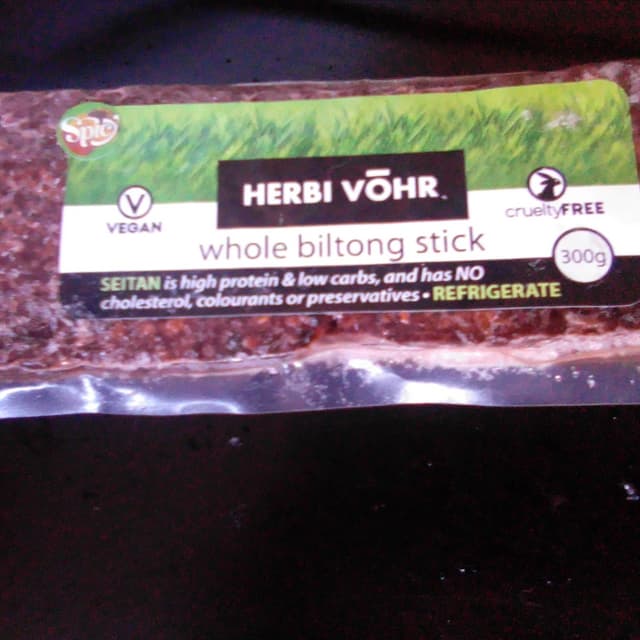 Spice
HERBI VŌHR
V
VEGAN
crueltyFREE
whole biltong stick
300g
SEITAN is high protein & low carbs, and has NO
cholesterol, colourants or preservatives • REFRIGERATE